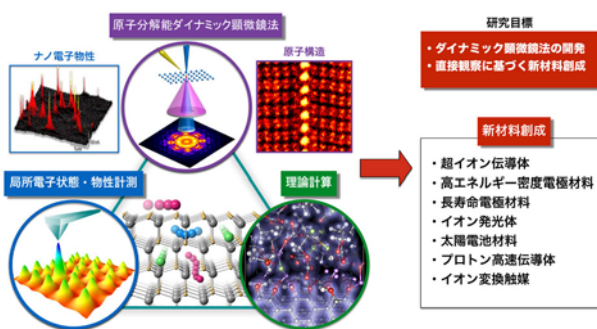 原子分解能ダイナミック顕微鏡法
ナノ電子物性
原子構造
局所電子状態・物性計測
理論計算
研究目標
・ダイナミック顕微鏡法の開発
・直接観察に基づく新材料創成
新材料創成
・超イオン伝導体
・高エネルギー密度電極材料
・長寿命電極材料
・イオン発光体
・太陽電池材料
・プロトン高速伝導体
・イオン変換触媒